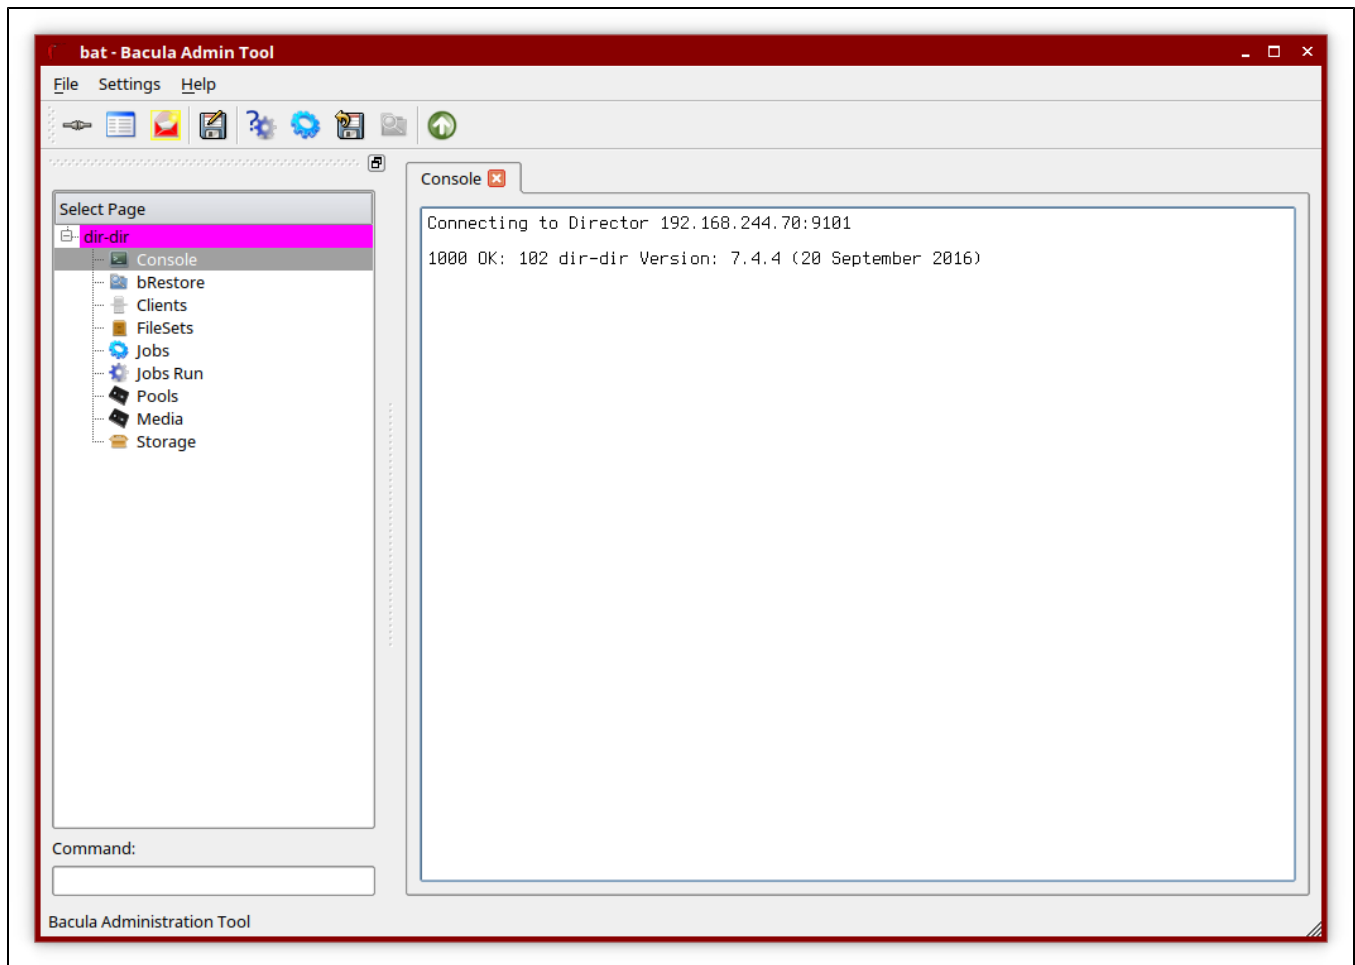 bat - Bacula Admin Tool
File Settings Help
Select Page
dir-dir
Console
bRestore
Clients
FileSets
Jobs
Jobs Run
Pools
Media
Storage
Command:
Console
Connecting to Director 192.168.244.70:9101
1000 OK: 102 dir-dir Version: 7.4.4 (20 September 2016)
Bacula Administration Tool